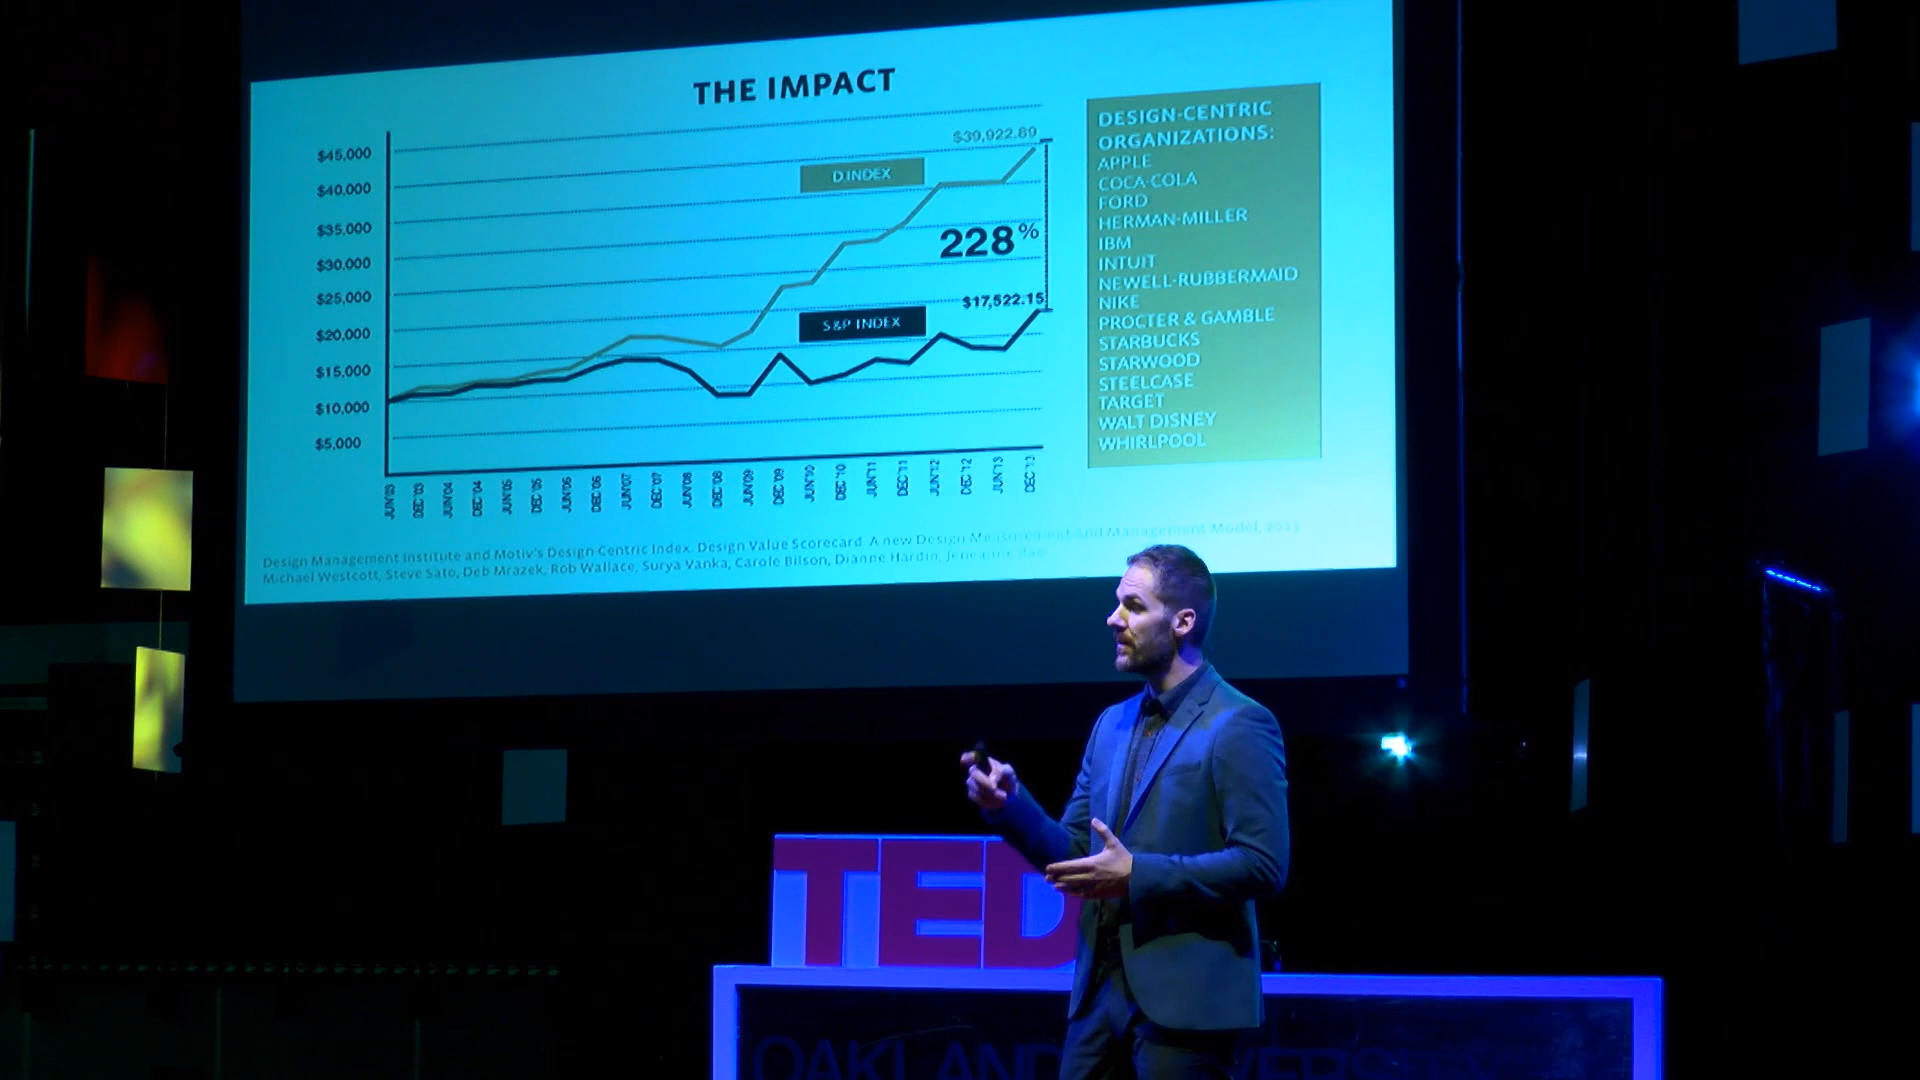 THE IMPACT
$45,000
$40,000
$35,000
$30,000
$25,000
$20,000
$15,000
$10,000
$5,000
$39,922.89
D INDEX
228%
$17,522.15
S&P INDEX
JUN'03
DEC'03
JUN'04
DEC'04
JUN'05
DEC'05
JUN'06
DEC'06
JUN'07
DEC'07
JUN'08
DEC'08
JUN'09
DEC'09
JUN'10
DEC'10
JUN'11
DEC'11
JUN'12
DEC'12
JUN'13
DEC'13
DESIGN-CENTRIC
ORGANIZATIONS:
APPLE
COCA-COLA
FORD
HERMAN-MILLER
IBM
INTUIT
NEWELL-RUBBERMAID
NIKE
PROCTER & GAMBLE
STARBUCKS
STARWOOD
STEELCASE
TARGET
WALT DISNEY
WHIRLPOOL
Design Management Institute and Motiv's Design-Centric Index. Design Value Scorecard. A new Design Measurement and Management Model, 2013
Michael Westcott, Steve Sato, Deb Mrazek, Rob Wallace, Surya Vanka, Carole Bilson, Dianne Hardin,
TED
OAKLAND